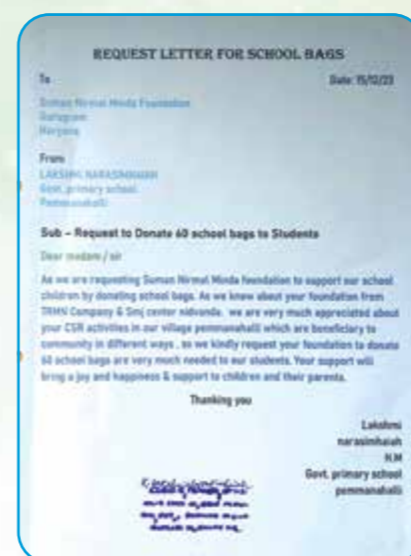 REQUEST LETTER FOR SCHOOL BAGS
To Date: 15/12/23
Suman Nirmal Minda Foundation
Gurugram
Haryana
From
LAKSHMI NARASIMHAIAH
Govt. primary school
Pemmanahalli
Sub – Request to Donate 60 school bags to Students
Dear madam / sir
As we are requesting Suman Nirmal Minda foundation to support our school
children by donating school bags. As we know about your foundation from
TRMN Company & Smj center nidvanda. we are very much appreciated about
your CSR activities in our village pemmanahalli which are beneficiary to
community in different ways , so we kindly request your foundation to donate
60 school bags are very much needed to our students. Your support will
bring a joy and happiness & support to children and their parents.
Thanking you
Lakshmi
narasimhaiah
H.M
Govt. primary school
pemmanahalli